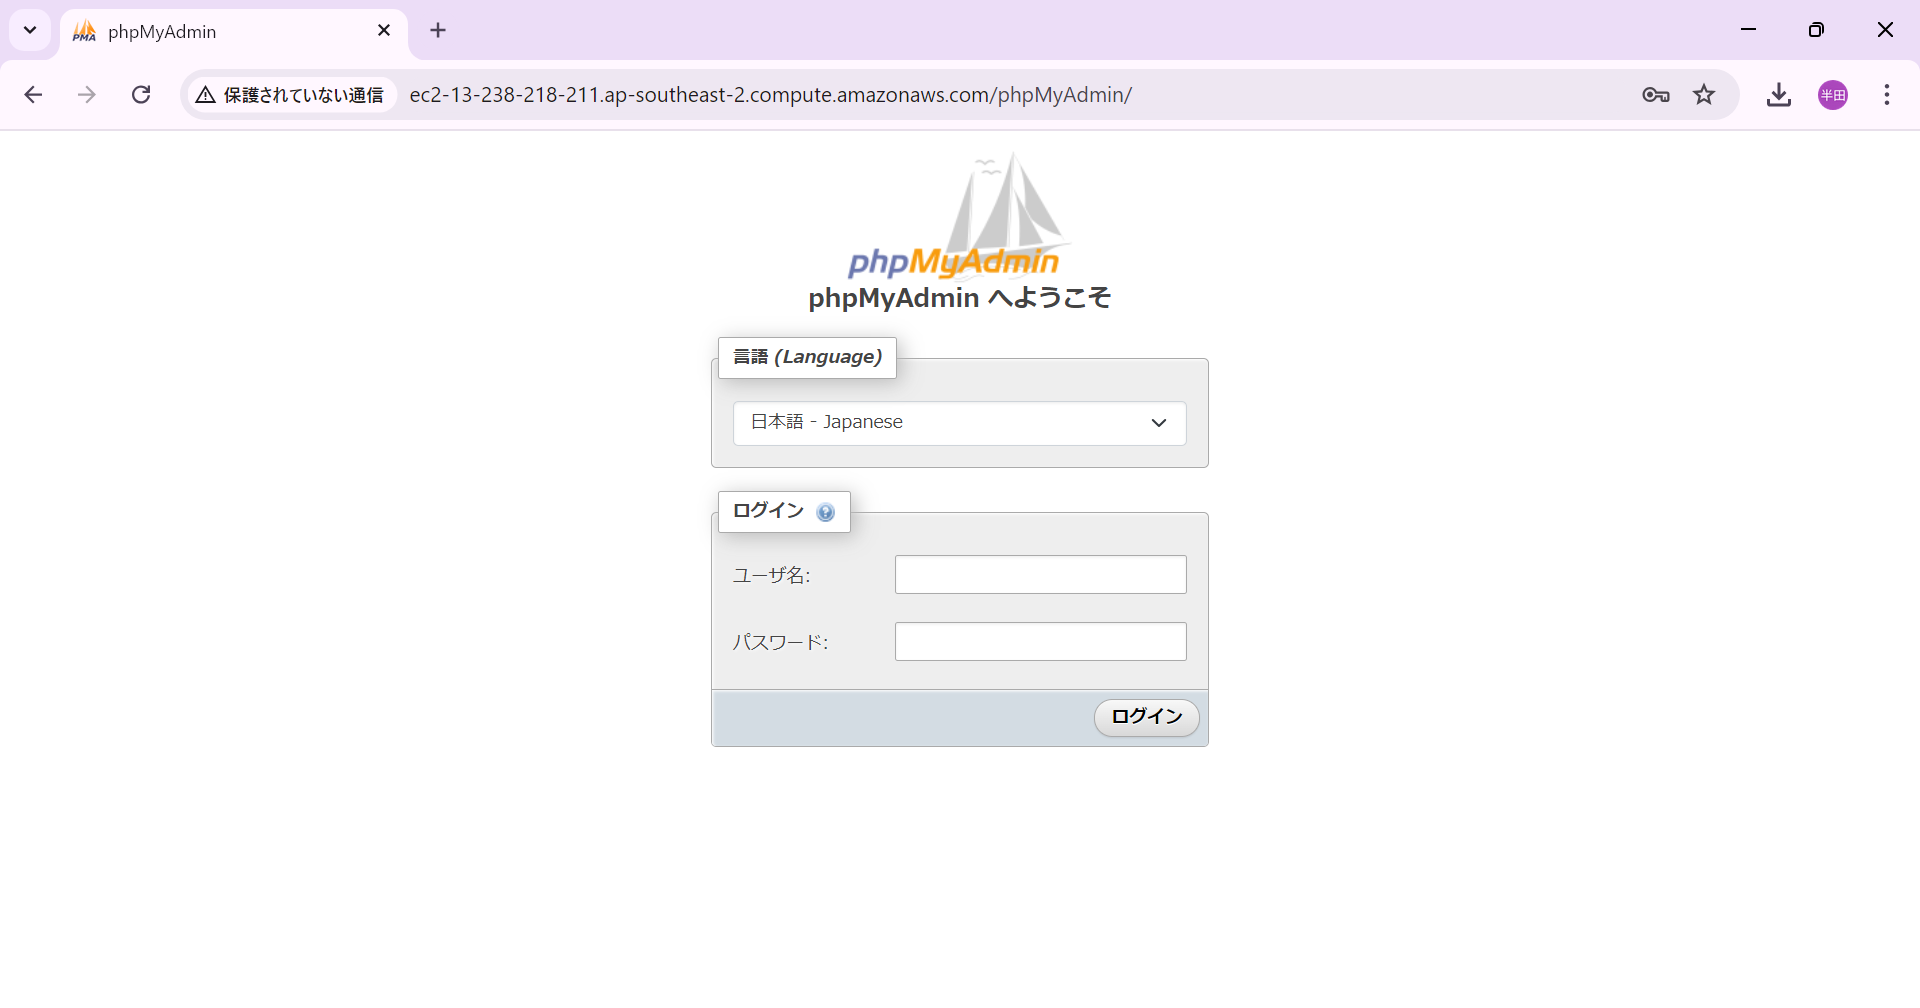 phpMyAdmin
保護されていない通信 ec2-13-238-218-211.ap-southeast-2.compute.amazonaws.com/phpMyAdmin/
半田
phpMyAdmin
phpMyAdmin へようこそ
言語 (Language)
日本語 - Japanese
ログイン
ユーザ名:
パスワード:
ログイン